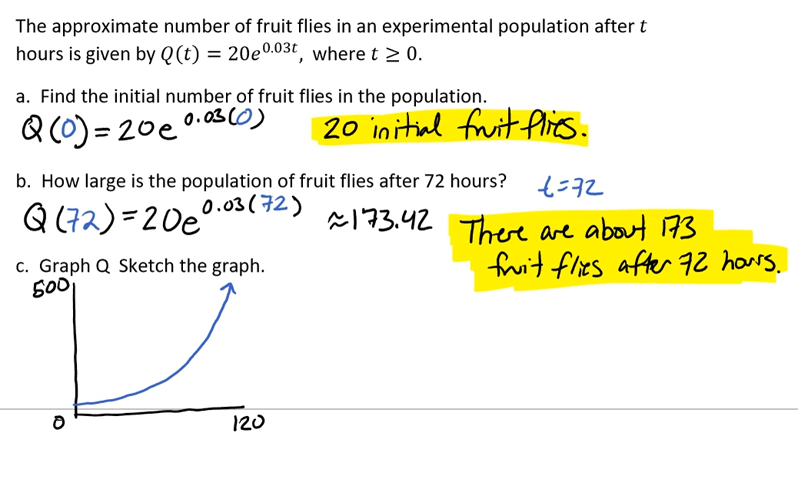 The approximate number of fruit flies in an experimental population after t
hours is given by Q(t) = 20e^0.03t, where t ≥ 0.
a. Find the initial number of fruit flies in the population.
Q(0) = 20e^0.03(0) 20 initial fruit flies.
b. How large is the population of fruit flies after 72 hours? t=72
Q(72) = 20e^0.03(72) ≈173.42 There are about 173
fruit flies after 72 hours.
c. Graph Q Sketch the graph.
500
0 120